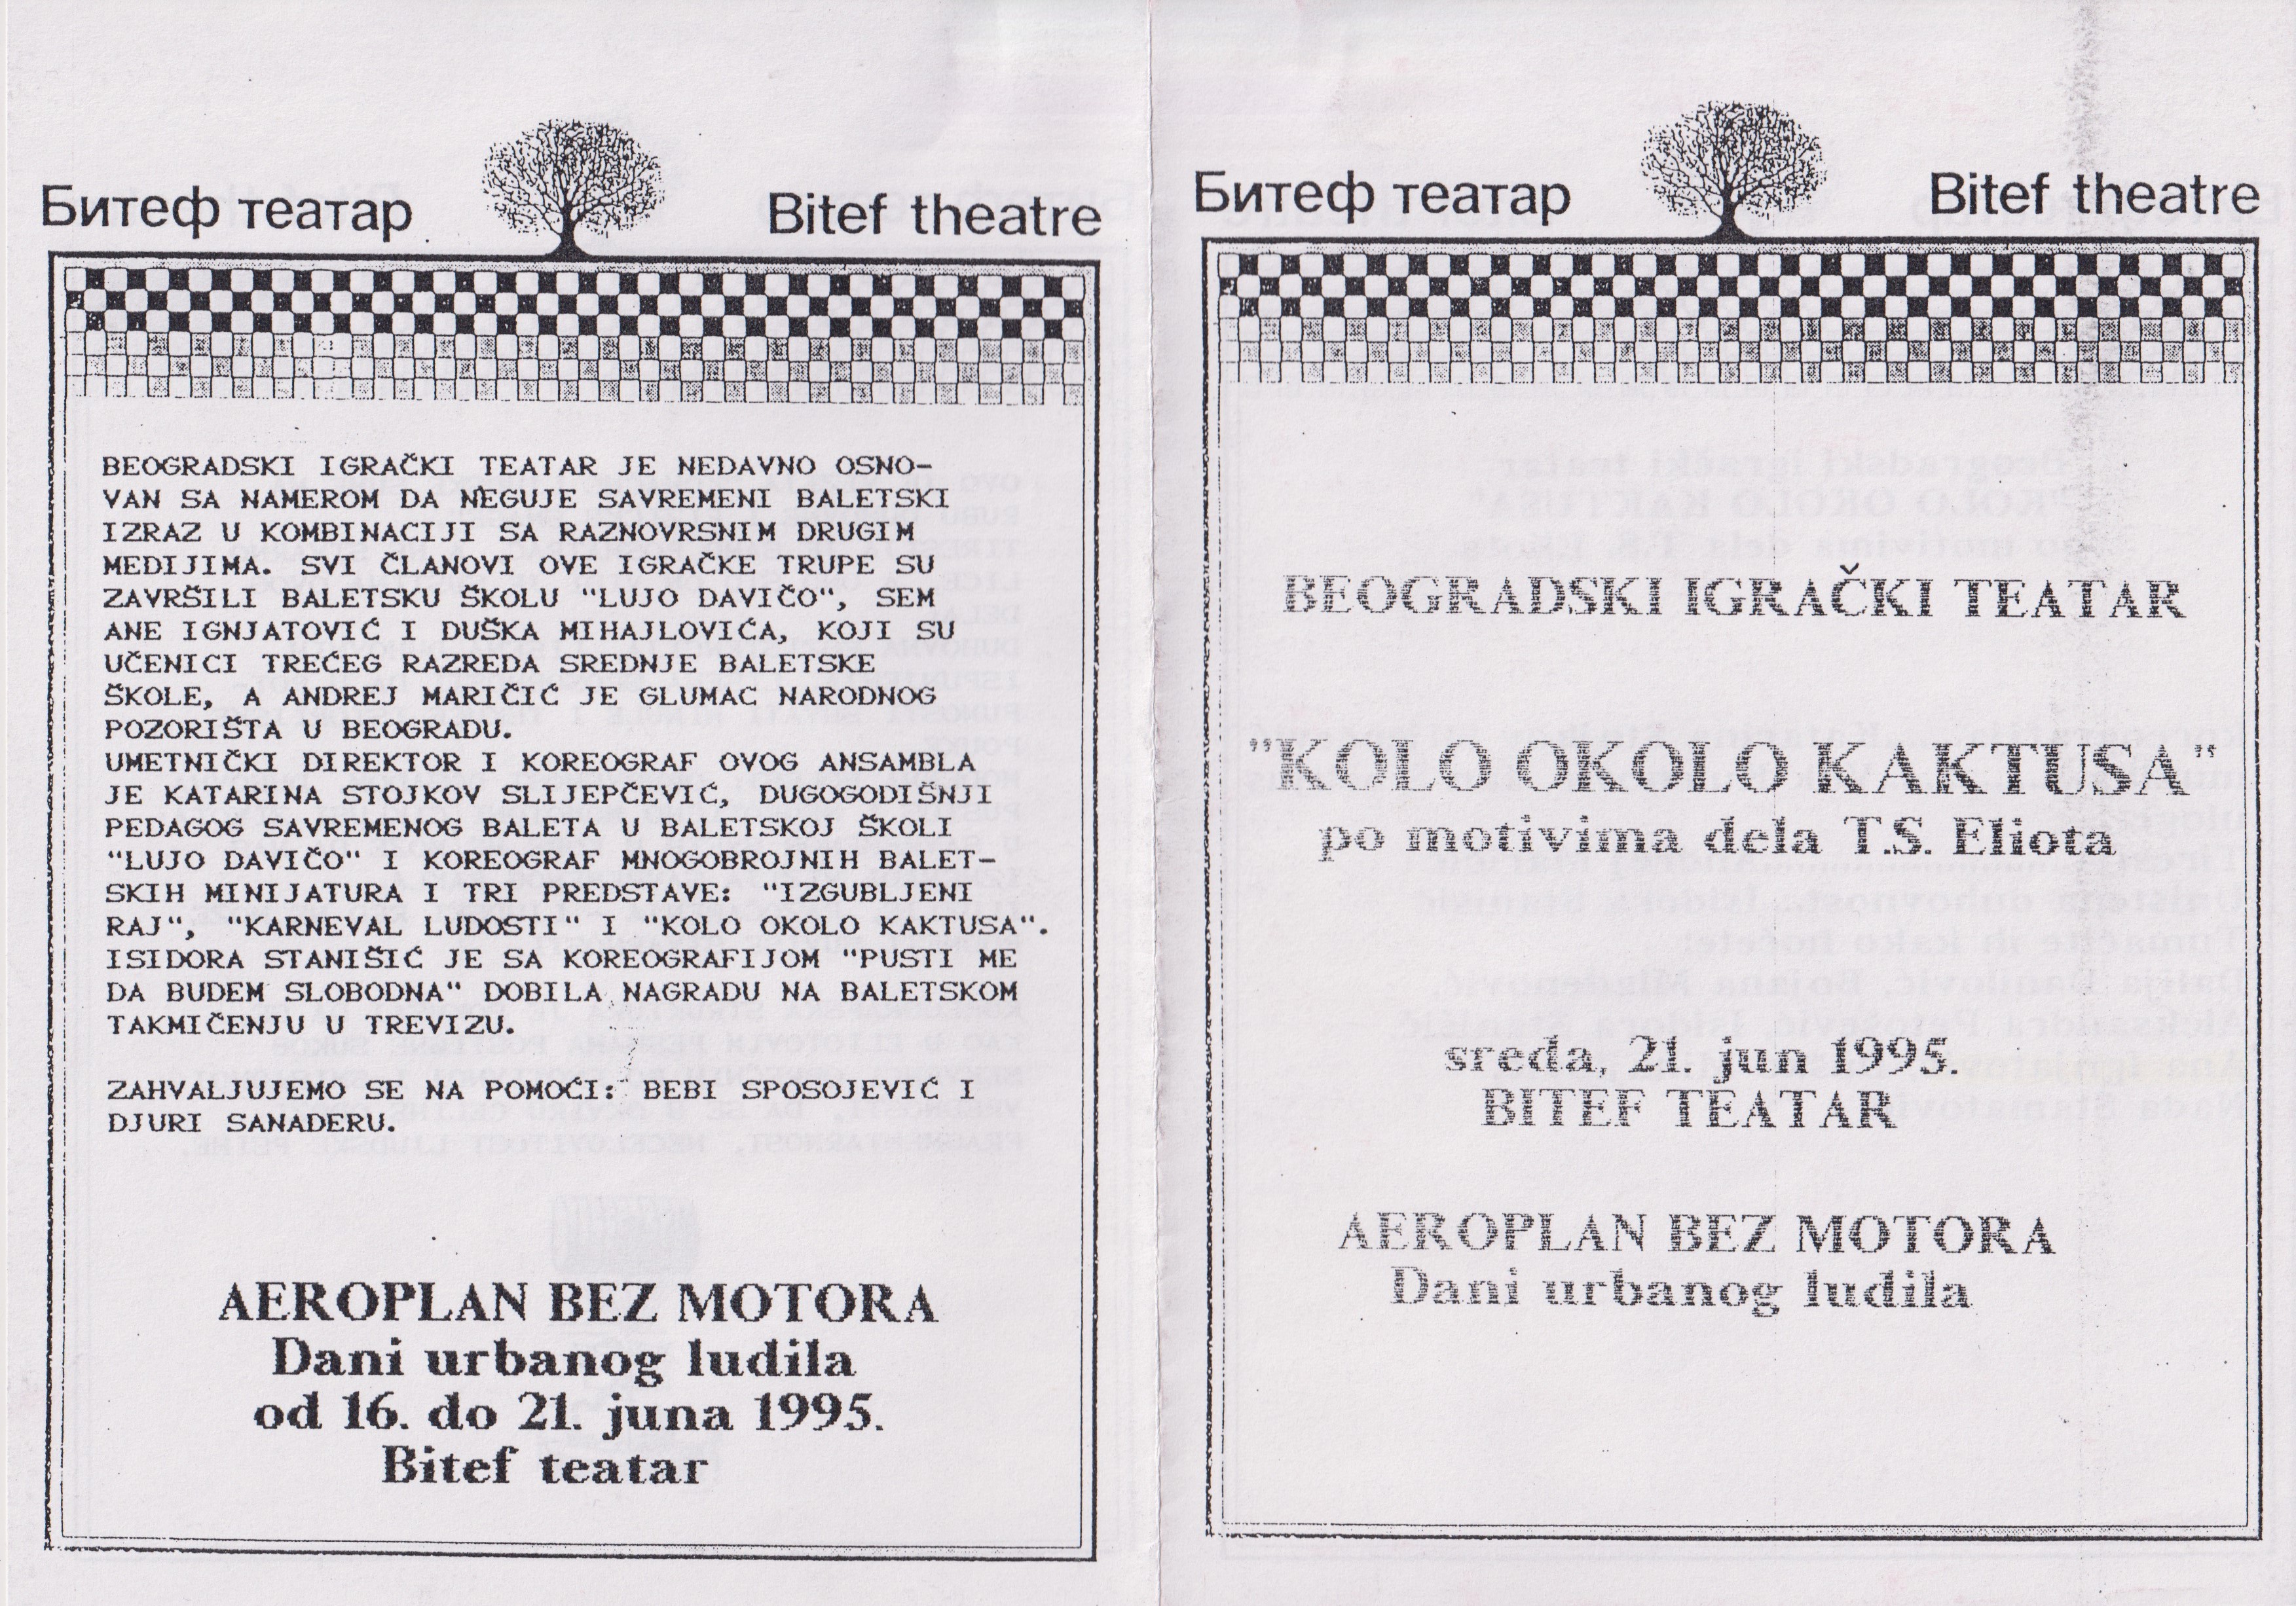 Битеф театар
Bitef theatre
BEOGRADSKI IGRAČKI TEATAR JE NEDAVNO OSNO-
VAN SA NAMEROM DA NEGUJE SAVREMENI BALETSKI
IZRAZ U KOMBINACIJI SA RAZNOVRSNIM DRUGIM
MEDIJIMA. SVI ČLANOVI OVE IGRAČKE TRUPE SU
ZAVRŠILI BALETSKU ŠKOLU "LUJO DAVIČO", SEM
ANE IGNJATOVIĆ I DUŠKA MIHAJLOVIĆA, KOJI SU
UČENICI TREĆEG RAZREDA SREDNJE BALETSKE
ŠKOLE, A ANDREJ MARIČIĆ JE GLUMAC NARODNOG
POZORIŠTA U BEOGRADU.
UMETNIČKI DIREKTOR I KOREOGRAF OVOG ANSAMBLA
JE KATARINA STOJKOV SLIJEPČEVIĆ, DUGOGODIŠNJI
PEDAGOG SAVREMENOG BALETA U BALETSKOJ ŠKOLI
"LUJO DAVIČO" I KOREOGRAF MNOGOBROJNIH BALET-
SKIH MINIJATURA I TRI PREDSTAVE: "IZGUBLJENI
RAJ", "KARNEVAL LUDOSTI" I "KOLO OKOLO KAKTUSA".
ISIDORA STANIŠIĆ JE SA KOREOGRAFIJOM "PUSTI ME
DA BUDEM SLOBODNA" DOBILA NAGRADU NA BALETSKOM
TAKMIČENJU U TREVIZU.
ZAHVALJUJEMO SE NA POMOĆI: BEBI SPOSOJEVIĆ I
DJURI SANADERU.
AEROPLAN BEZ MOTORA
Dani urbanog ludila
od 16. do 21. juna 1995.
Bitef teatar
Битеф театар
Bitef theatre
BEOGRADSKI IGRAČKI TEATAR
"KOLO OKOLO KAKTUSA"
po motivima dela T.S. Eliota
sreda, 21. jun 1995.
BITEF TEATAR
AEROPLAN BEZ MOTORA
Dani urbanog ludila